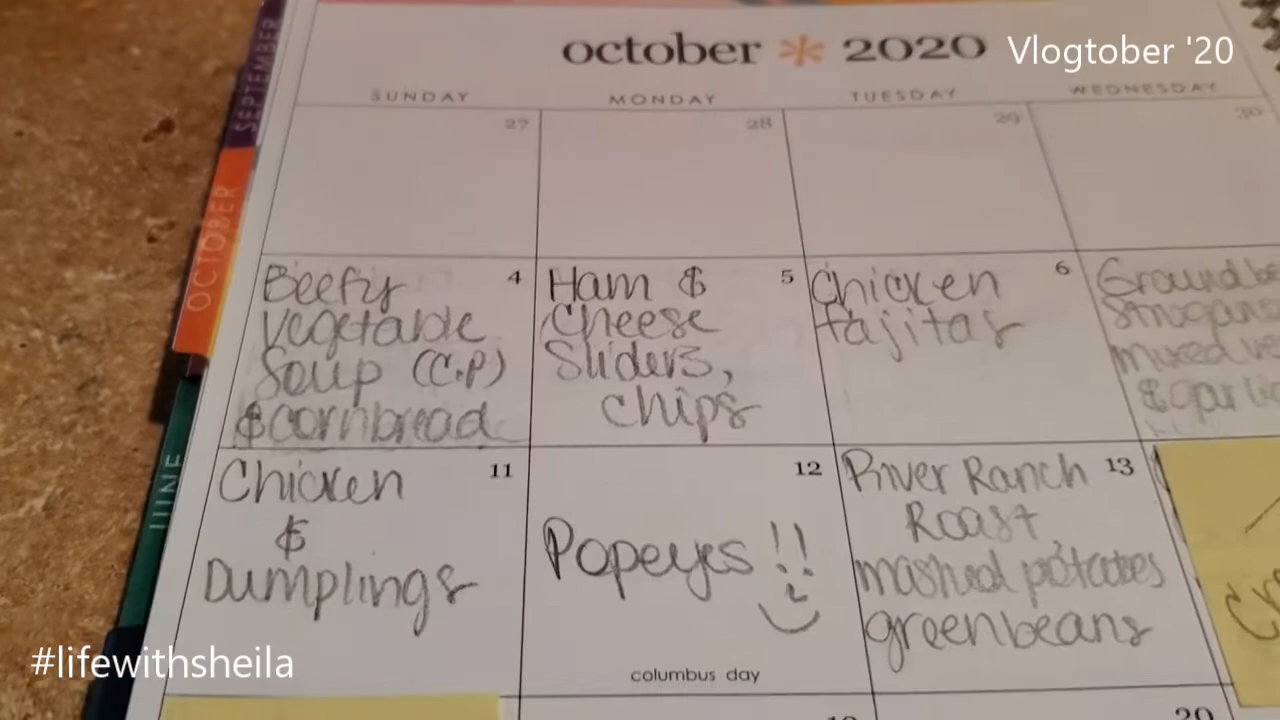 october * 2020
Vlogtober '20
SEPTEMBER
OCTOBER
JUNE
SUNDAY MONDAY TUESDAY WEDNESDAY
27 28 29 30
4
Beefy
Vegetable
Soup (C.P)
& cornbread
5
Ham &
Cheese
Sliders,
chips
6
Chicken
fajitas
mixed
&
11
Chicken
&
Dumplings
12
Popeyes !!
columbus day
13
River Ranch
Roast,
mashed potatoes
greenbeans
20
#lifewithsheila